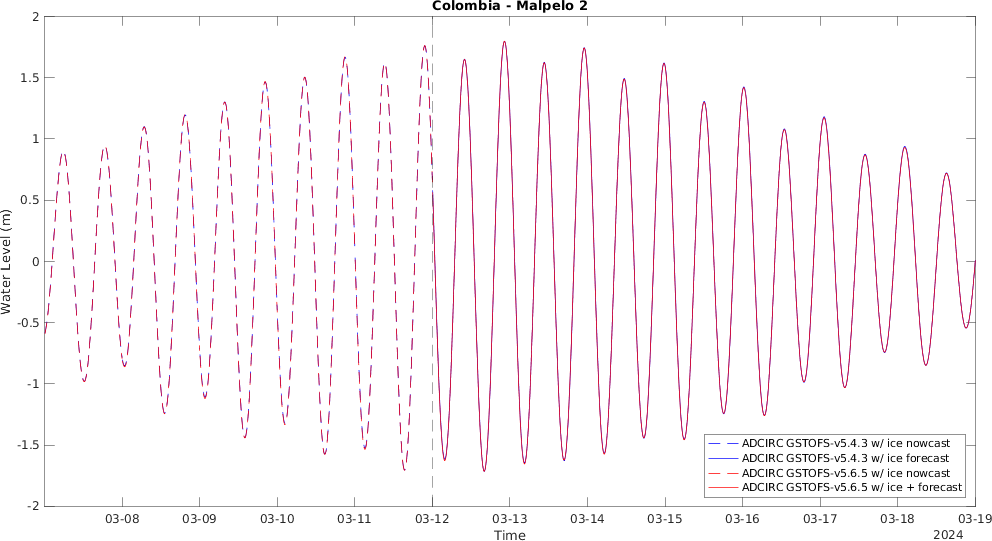 Colombia - Malpelo 2
2
1.5
1
0.5
0
-0.5
-1
-1.5
-2
Water Level (m)
ADCIRC GSTOFS-v5.4.3 w/ ice nowcast
ADCIRC GSTOFS-v5.4.3 w/ ice forecast
ADCIRC GSTOFS-v5.6.5 w/ ice nowcast
ADCIRC GSTOFS-v5.6.5 w/ ice + forecast
03-08 03-09 03-10 03-11 03-12 03-13 03-14 03-15 03-16 03-17 03-18 03-19
Time
2024